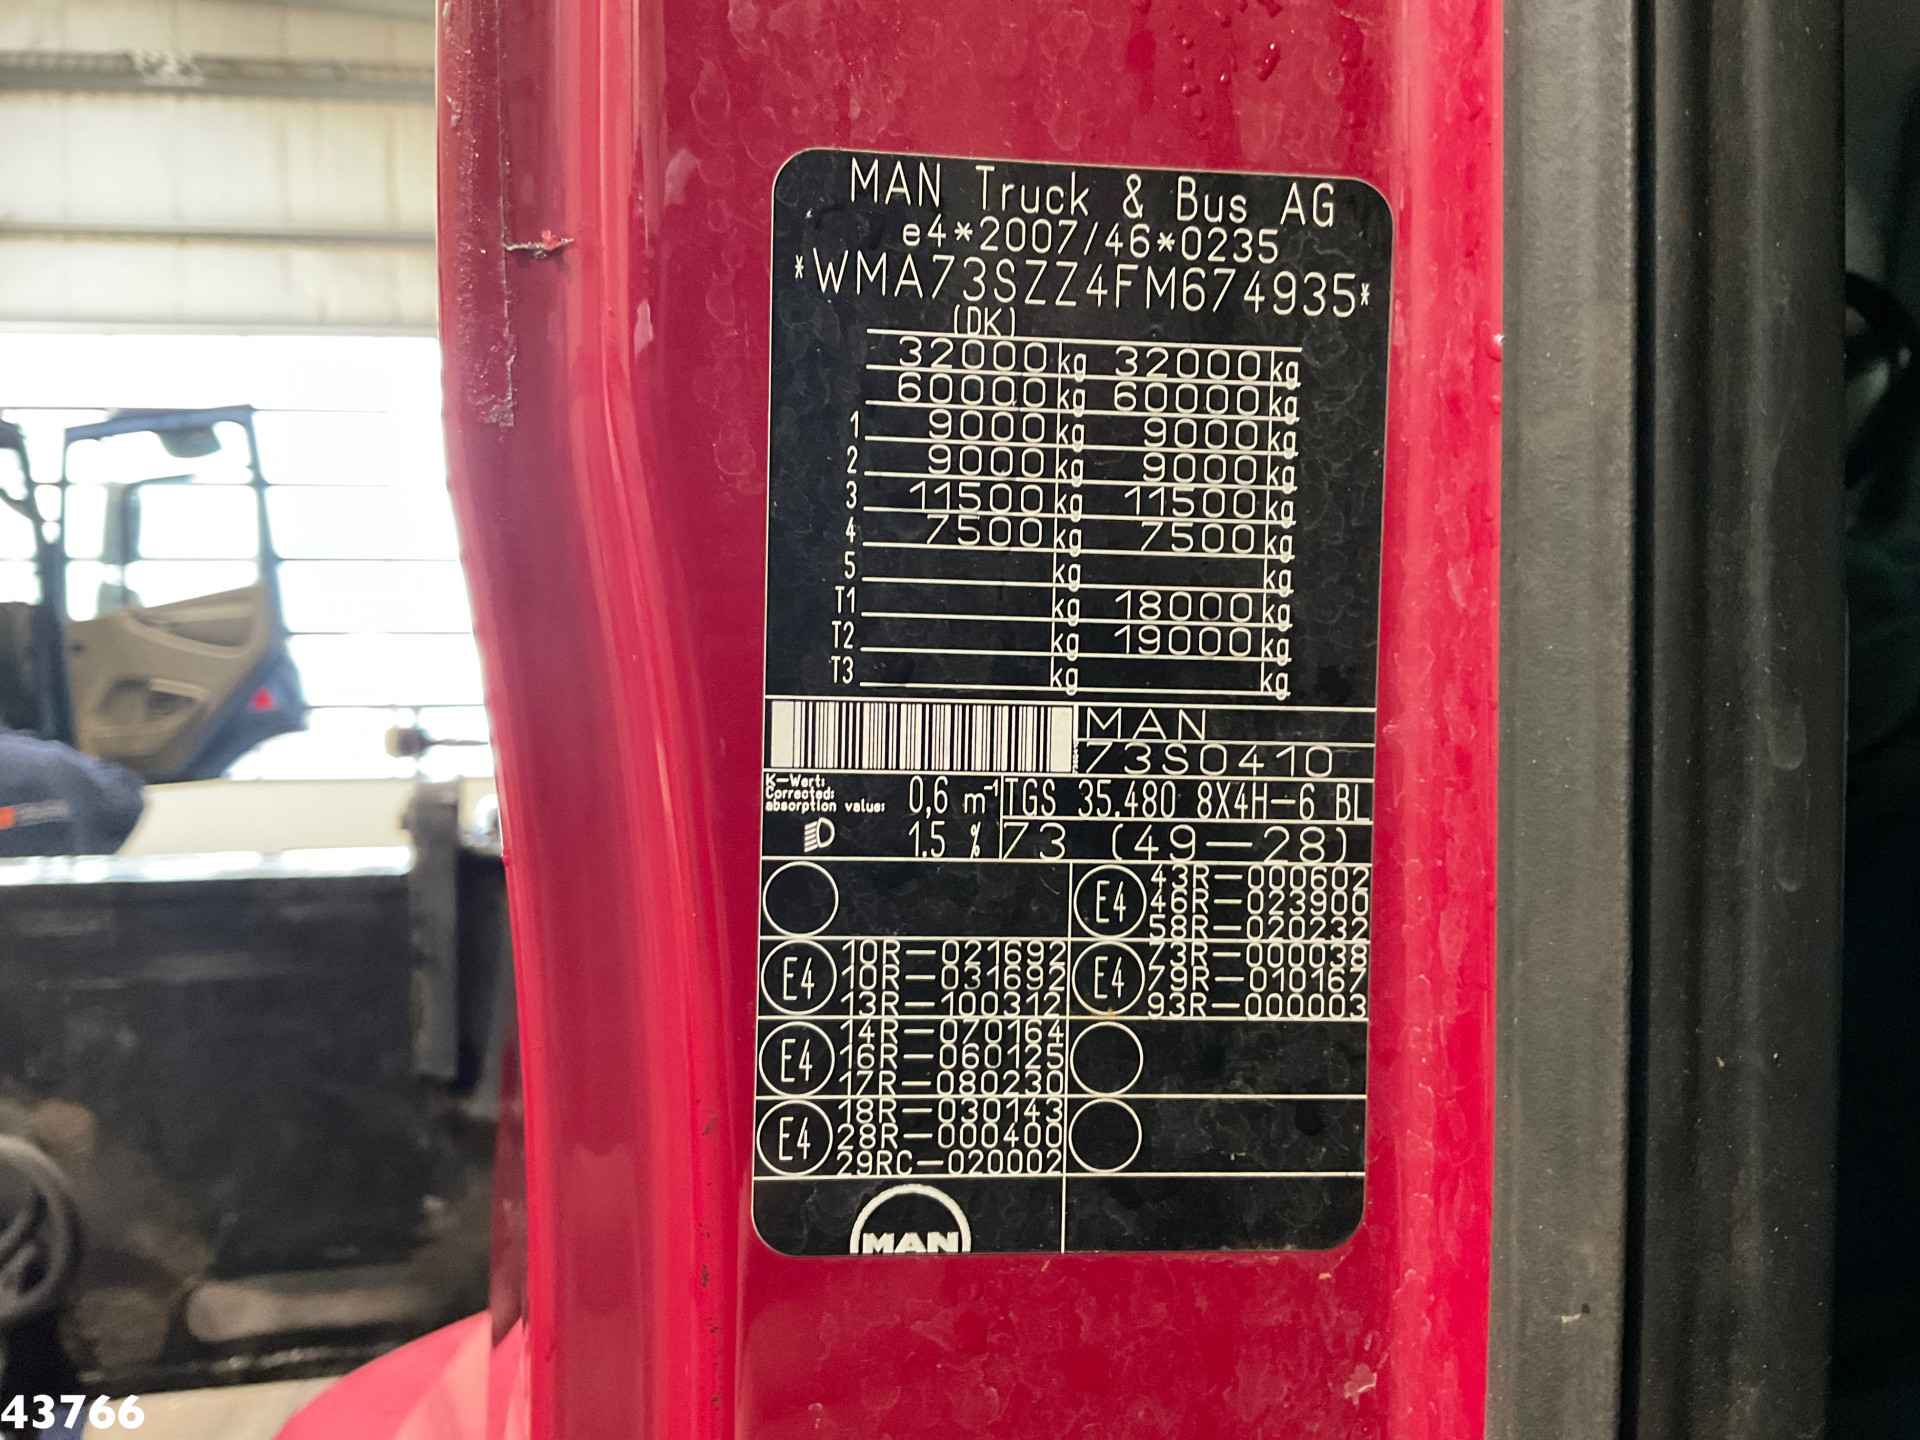 MAN Truck & Bus AG
e4*2007/46*0235
*WMA73SZZ4FM674935*
(DK)
32000 kg 32000 kg
60000 kg 60000 kg
1 9000 kg 9000 kg
2 9000 kg 9000 kg
3 11500 kg 11500 kg
4 7500 kg 7500 kg
5 kg kg
T1 kg 18000 kg
T2 kg 19000 kg
T3 kg kg
MAN
73S0410
K-Wert:
Corrected:
absorption value: 0,6 m-1
TGS 35.480 8X4H-6 BL
1.5 %
73 (49-28)
E4
43R-000602
46R-023900
58R-020232
E4
10R-021692
10R-031692
13R-100312
E4
73R-000038
79R-010167
93R-000003
E4
14R-070164
16R-060125
17R-080230
E4
18R-030143
28R-000400
29RC-020002
MAN
43766